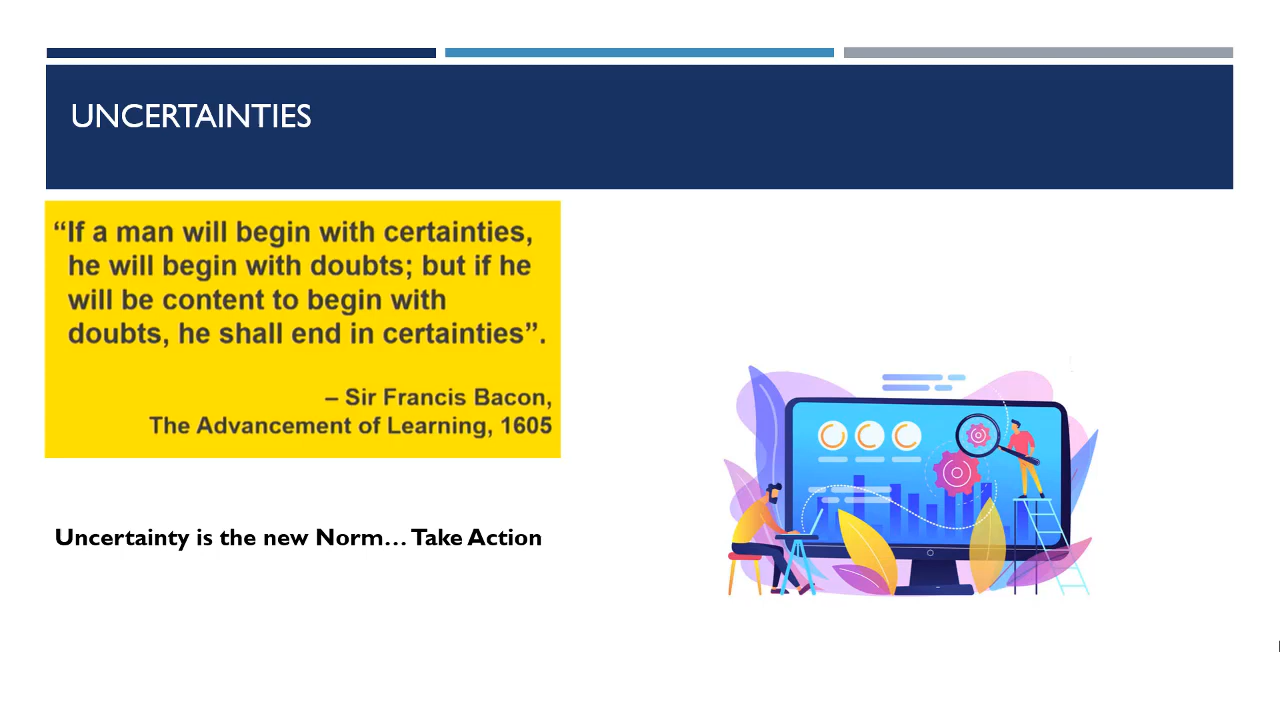 UNCERTAINTIES
“If a man will begin with certainties,
he will begin with doubts; but if he
will be content to begin with
doubts, he shall end in certainties”.
– Sir Francis Bacon,
The Advancement of Learning, 1605
Uncertainty is the new Norm… Take Action